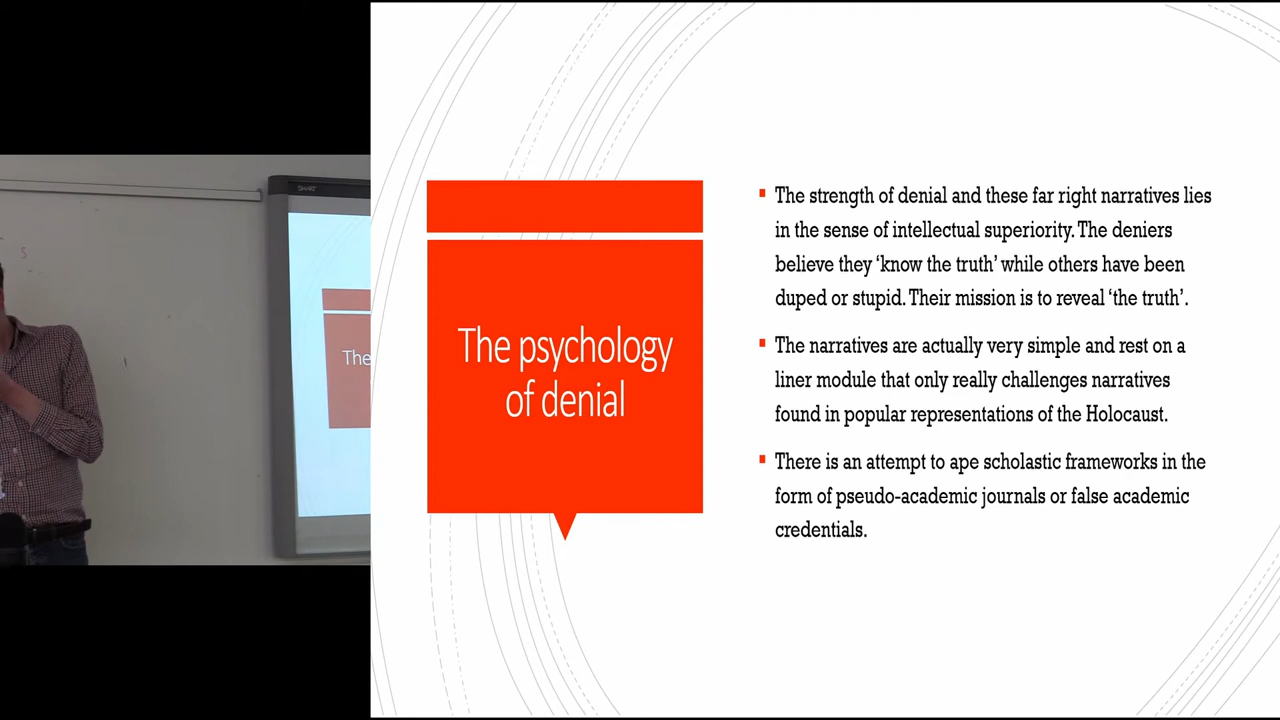 SMART
The
The psychology
of denial
The strength of denial and these far right narratives lies
in the sense of intellectual superiority. The deniers
believe they ‘know the truth’ while others have been
duped or stupid. Their mission is to reveal ‘the truth’.
The narratives are actually very simple and rest on a
liner module that only really challenges narratives
found in popular representations of the Holocaust.
There is an attempt to ape scholastic frameworks in the
form of pseudo-academic journals or false academic
credentials.